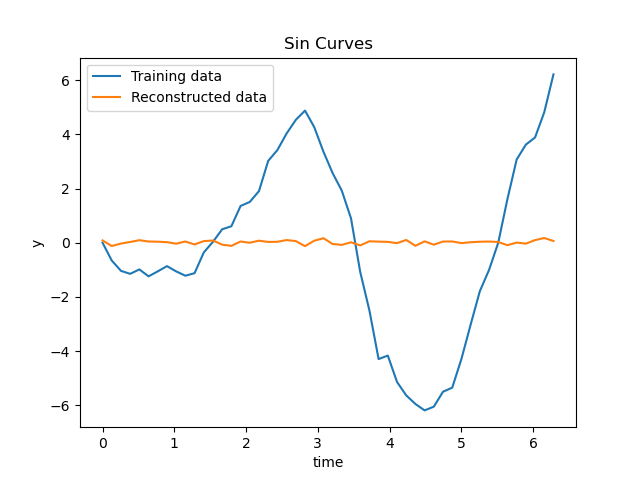 Sin Curves
Training data
Reconstructed data
y
6
4
2
0
−2
−4
−6
0 1 2 3 4 5 6
time